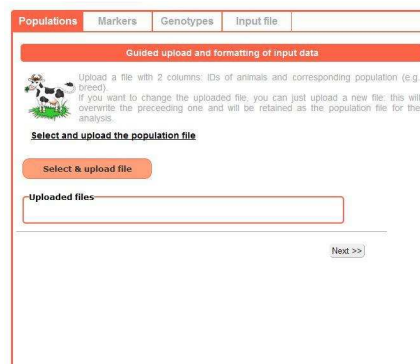 Populations Markers Genotypes Input file
Guided upload and formatting of input data
Upload a file with 2 columns: IDs of animals and corresponding population (e.g.
breed).
If you want to change the uploaded file, you can just upload a new file: this will
overwrite the preceeding one and will be retained as the population file for the
analysis.
Select and upload the population file
Select & upload file
Uploaded files
Next >>